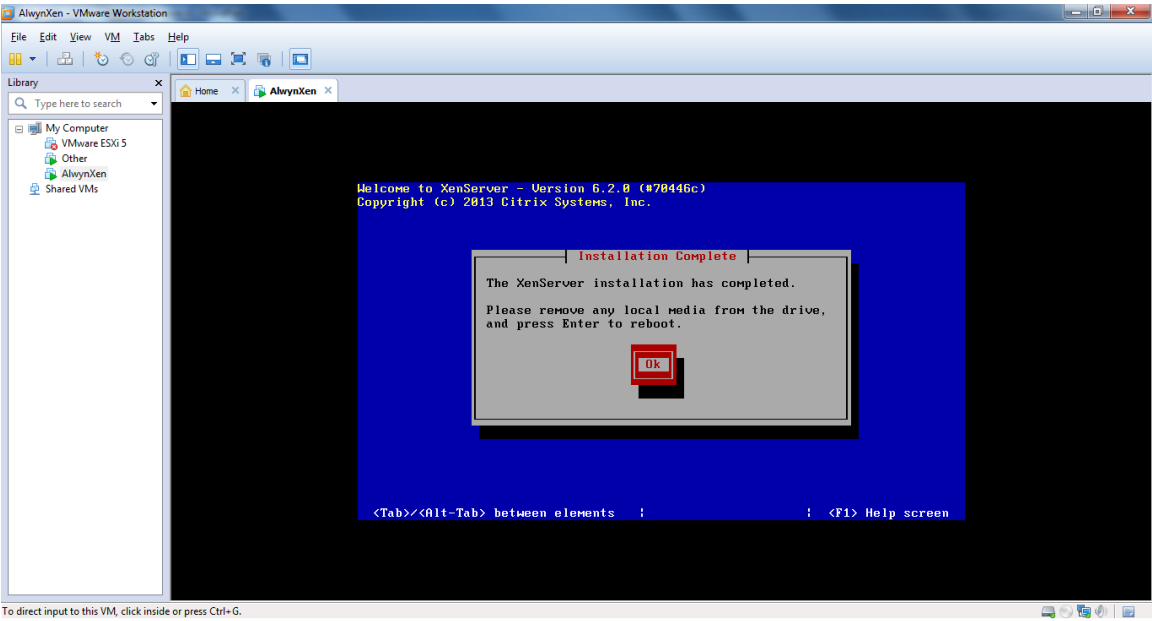 AlwynXen - VMware Workstation
File Edit View VM Tabs Help
Library x
Home x AlwynXen x
Type here to search
My Computer
VMware ESXi 5
Other
AlwynXen
Shared VMs
Welcome to XenServer - Version 6.2.0 (#70446c)
Copyright (c) 2013 Citrix Systems, Inc.
Installation Complete
The XenServer installation has completed.
Please remove any local media from the drive,
and press Enter to reboot.
Ok
<Tab>/<Alt-Tab> between elements | | <F1> Help screen
To direct input to this VM, click inside or press Ctrl+G.